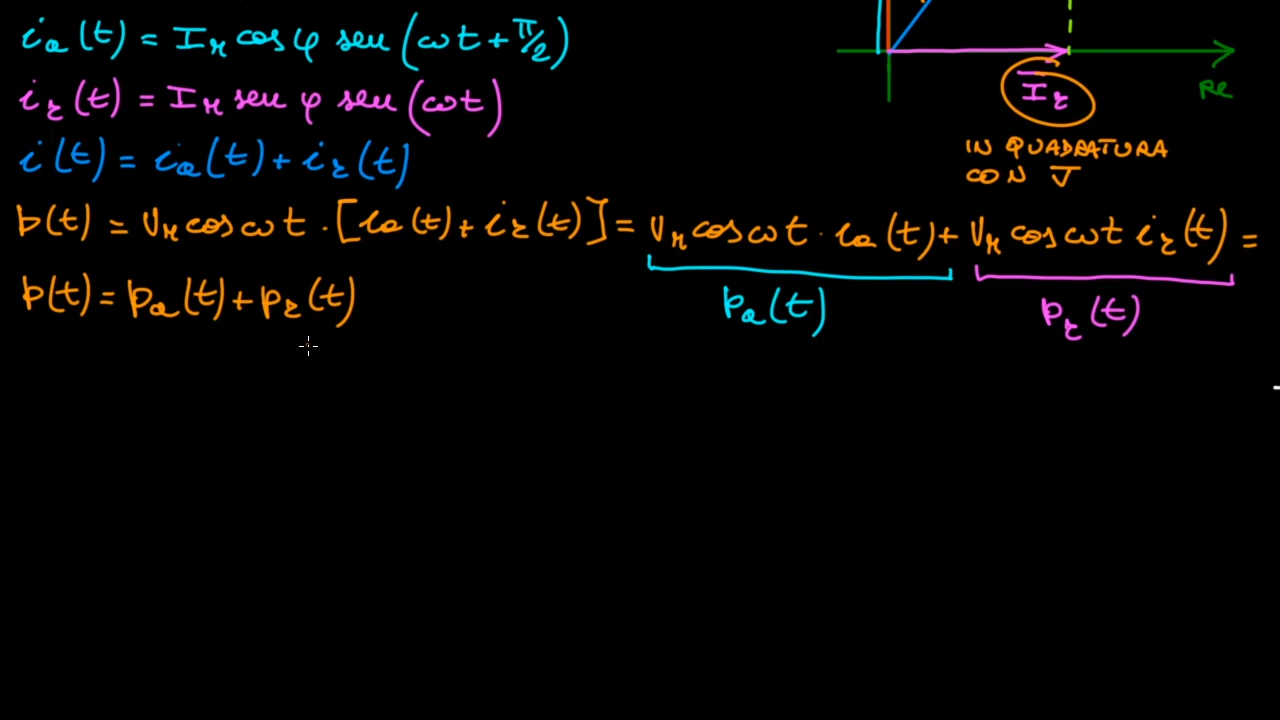 iₐ(t) = I_M cos φ sen (ωt + π/2)
i_r(t) = I_M sen φ sen (ωt)
i(t) = iₐ(t) + i_r(t)
I_r
Re
IN QUADRATURA
CON V
p(t) = V_M cos ωt · [iₐ(t) + i_r(t)] = V_M cos ωt · iₐ(t) + V_M cos ωt i_r(t) =
p(t) = pₐ(t) + p_r(t)
pₐ(t)
p_r(t)